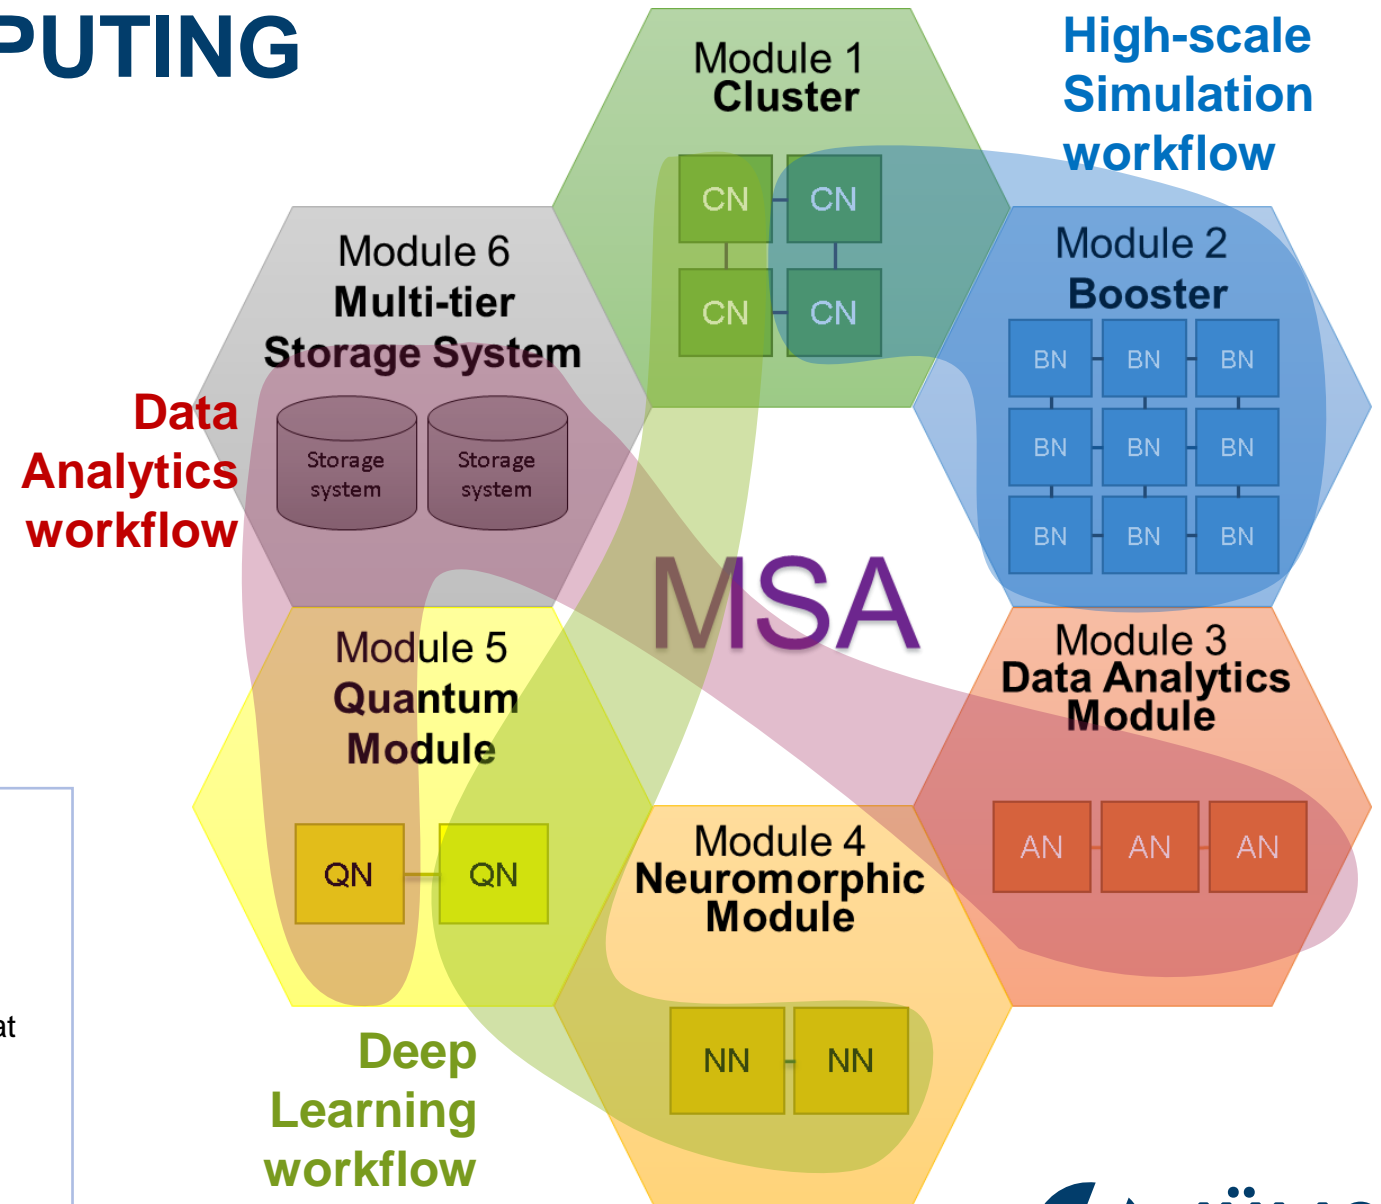 PUTING
High-scale
Simulation
workflow
Module 1
Cluster
CN CN
CN CN
Module 2
Booster
BN BN BN
BN BN BN
BN BN BN
Module 6
Multi-tier
Storage System
Storage
system
Storage
system
Data
Analytics
workflow
MSA
Module 3
Data Analytics
Module
AN AN AN
Module 5
Quantum
Module
QN QN
Module 4
Neuromorphic
Module
NN NN
at
Deep
Learning
workflow